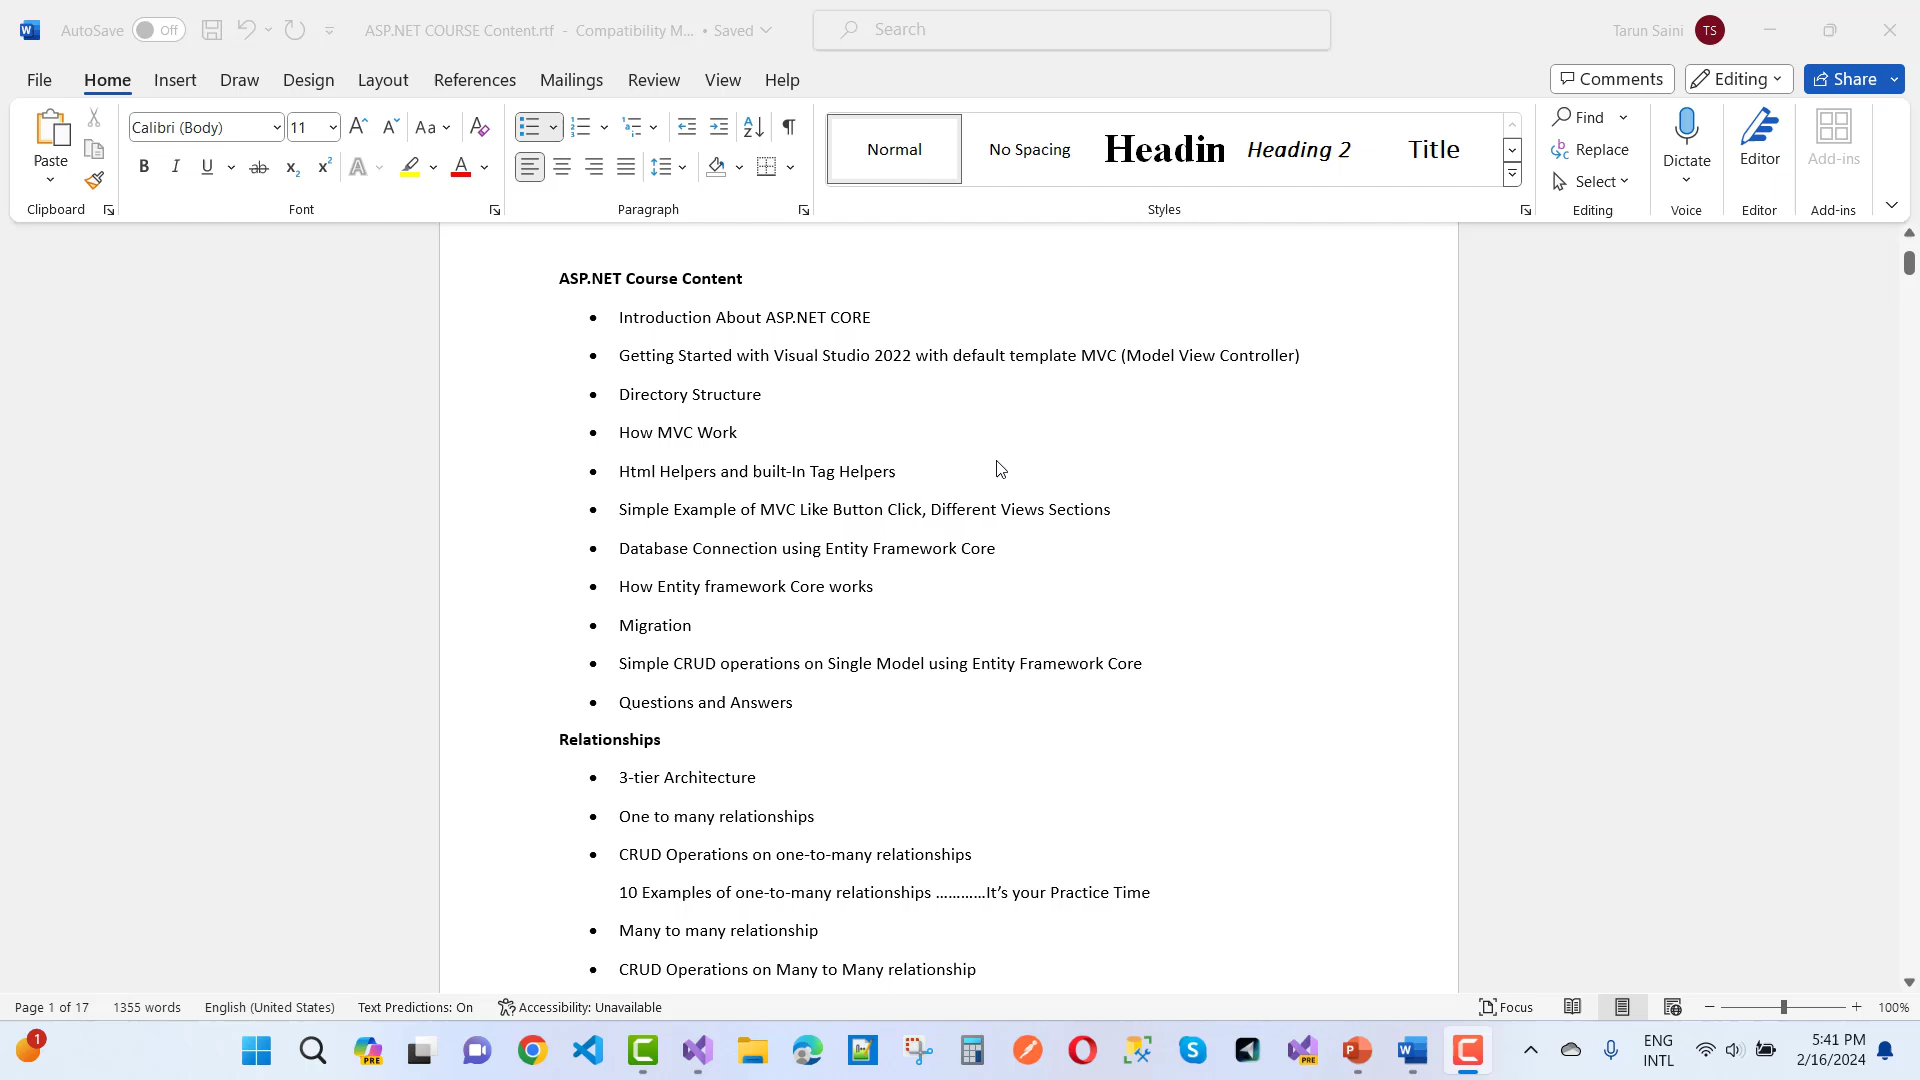 AutoSave Off
ASP.NET COURSE Content.rtf - Compatibility M... • Saved
Search
Tarun Saini TS
File Home Insert Draw Design Layout References Mailings Review View Help
Comments Editing Share
Paste
Clipboard
Calibri (Body) 11
Font
Paragraph
Normal No Spacing Headin Heading 2 Title
Styles
Find
Replace
Select
Editing
Dictate
Voice
Editor
Editor
Add-ins
Add-ins
ASP.NET Course Content
• Introduction About ASP.NET CORE
• Getting Started with Visual Studio 2022 with default template MVC (Model View Controller)
• Directory Structure
• How MVC Work
• Html Helpers and built-In Tag Helpers
• Simple Example of MVC Like Button Click, Different Views Sections
• Database Connection using Entity Framework Core
• How Entity framework Core works
• Migration
• Simple CRUD operations on Single Model using Entity Framework Core
• Questions and Answers
Relationships
• 3-tier Architecture
• One to many relationships
• CRUD Operations on one-to-many relationships
10 Examples of one-to-many relationships …………It’s your Practice Time
• Many to many relationship
• CRUD Operations on Many to Many relationship
Page 1 of 17 1355 words English (United States) Text Predictions: On Accessibility: Unavailable
Focus 100%
1
PRE
PRE
ENG
INTL
5:41 PM
2/16/2024